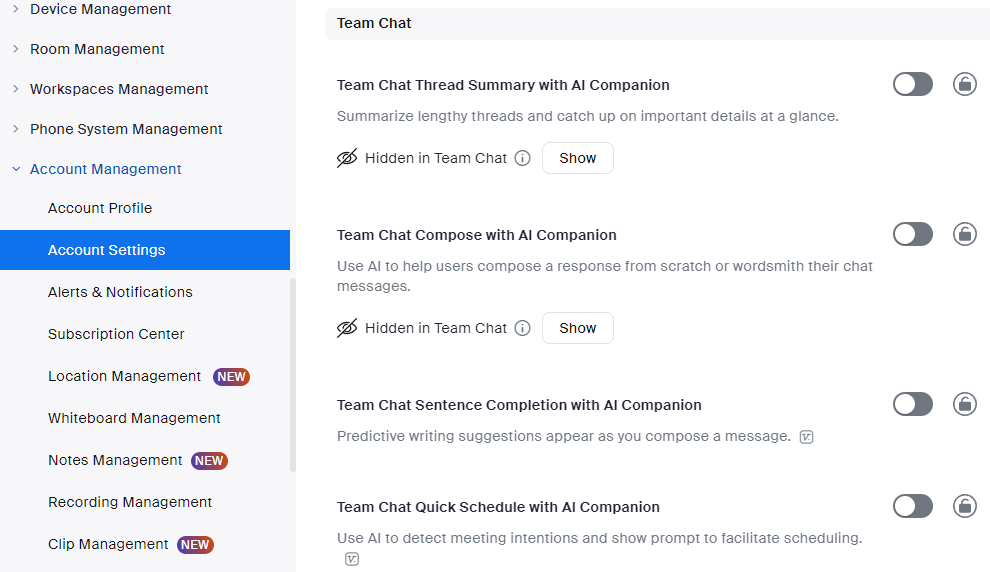 Device Management
Room Management
Workspaces Management
Phone System Management
Account Management
Account Profile
Account Settings
Alerts & Notifications
Subscription Center
Location Management NEW
Whiteboard Management
Notes Management NEW
Recording Management
Clip Management NEW
Team Chat
Team Chat Thread Summary with AI Companion
Summarize lengthy threads and catch up on important details at a glance.
Hidden in Team Chat Show
Team Chat Compose with AI Companion
Use AI to help users compose a response from scratch or wordsmith their chat
messages.
Hidden in Team Chat Show
Team Chat Sentence Completion with AI Companion
Predictive writing suggestions appear as you compose a message.
Team Chat Quick Schedule with AI Companion
Use AI to detect meeting intentions and show prompt to facilitate scheduling.